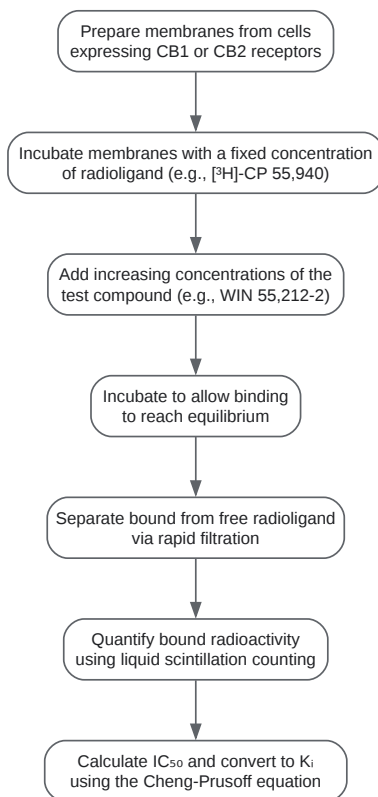 Prepare membranes from cells
expressing CB1 or CB2 receptors
Incubate membranes with a fixed concentration
of radioligand (e.g., [³H]-CP 55,940)
Add increasing concentrations of the
test compound (e.g., WIN 55,212-2)
Incubate to allow binding
to reach equilibrium
Separate bound from free radioligand
via rapid filtration
Quantify bound radioactivity
using liquid scintillation counting
Calculate IC₅₀ and convert to Kᵢ
using the Cheng-Prusoff equation